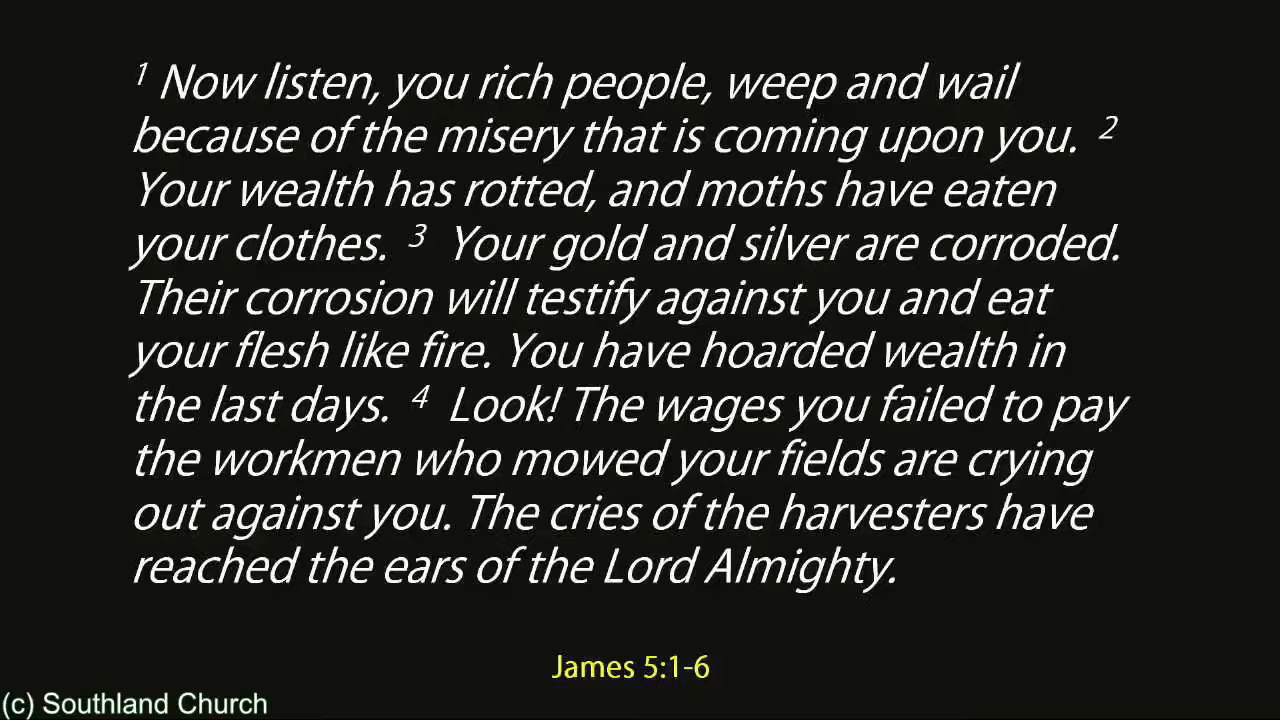 1 Now listen, you rich people, weep and wail
because of the misery that is coming upon you. 2
Your wealth has rotted, and moths have eaten
your clothes. 3 Your gold and silver are corroded.
Their corrosion will testify against you and eat
your flesh like fire. You have hoarded wealth in
the last days. 4 Look! The wages you failed to pay
the workmen who mowed your fields are crying
out against you. The cries of the harvesters have
reached the ears of the Lord Almighty.
James 5:1-6
(c) Southland Church